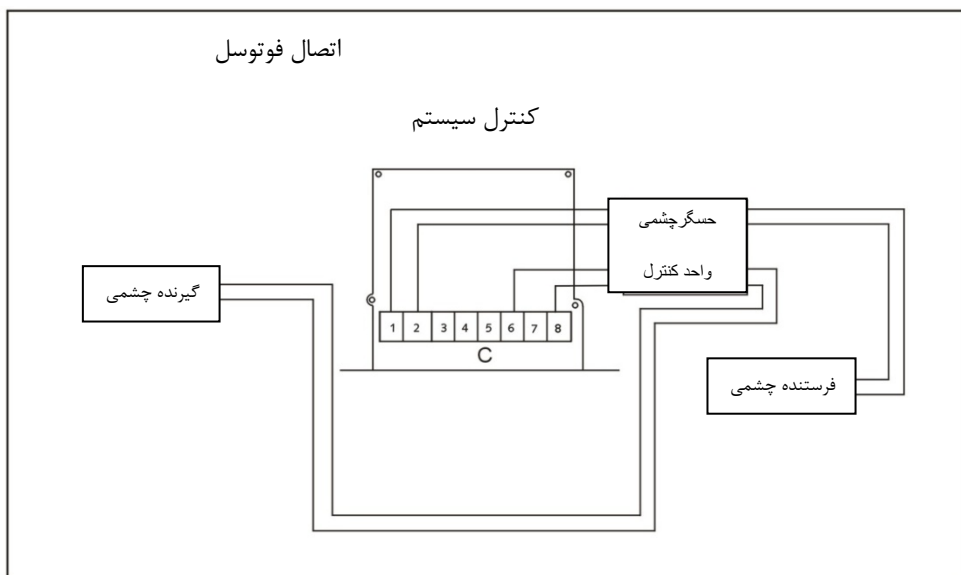 اتصال فوتوسل
کنترل سیستم
حسگرچشمی
واحد کنترل
گیرنده چشمی
1 2 3 4 5 6 7 8
C
فرستنده چشمی